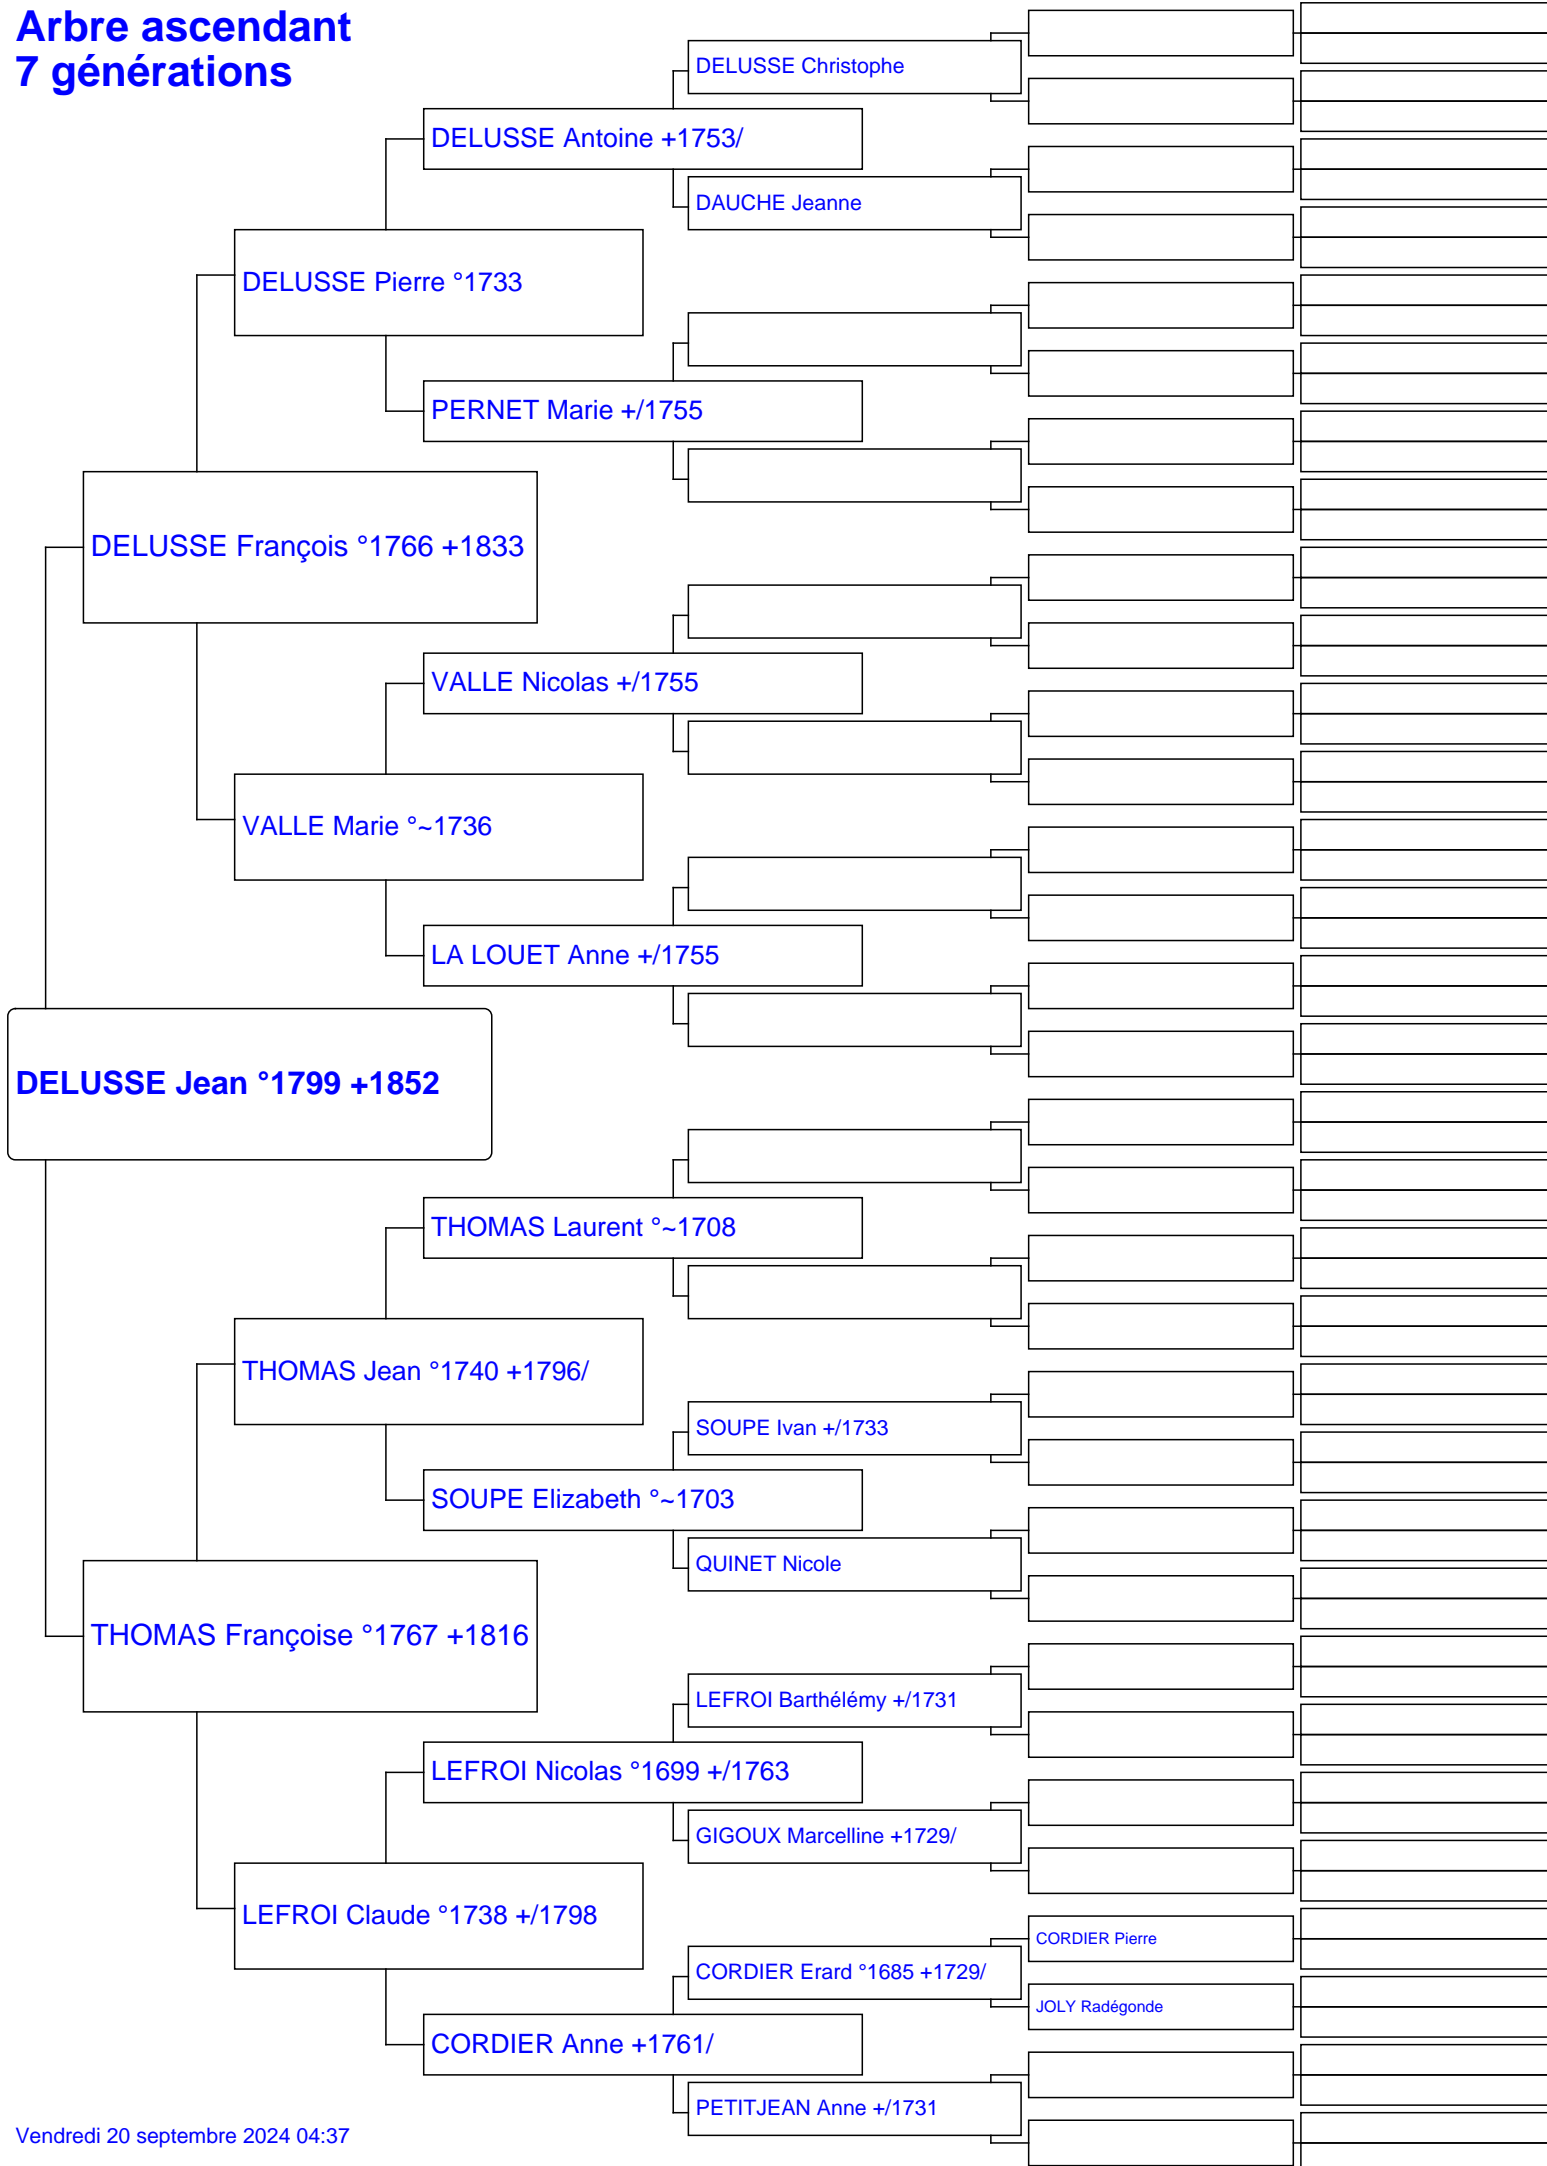 Arbre ascendant
7 générations
DELUSSE Christophe
DELUSSE Antoine +1753/
DAUCHE Jeanne
DELUSSE Pierre °1733
PERNET Marie +/1755
DELUSSE François °1766 +1833
VALLE Nicolas +/1755
VALLE Marie °~1736
LA LOUET Anne +/1755
DELUSSE Jean °1799 +1852
THOMAS Laurent °~1708
THOMAS Jean °1740 +1796/
SOUPE Ivan +/1733
SOUPE Elizabeth °~1703
QUINET Nicole
THOMAS Françoise °1767 +1816
LEFROI Barthélémy +/1731
LEFROI Nicolas °1699 +/1763
GIGOUX Marcelline +1729/
LEFROI Claude °1738 +/1798
CORDIER Pierre
CORDIER Erard °1685 +1729/
JOLY Radégonde
CORDIER Anne +1761/
PETITJEAN Anne +/1731
Vendredi 20 septembre 2024 04:37